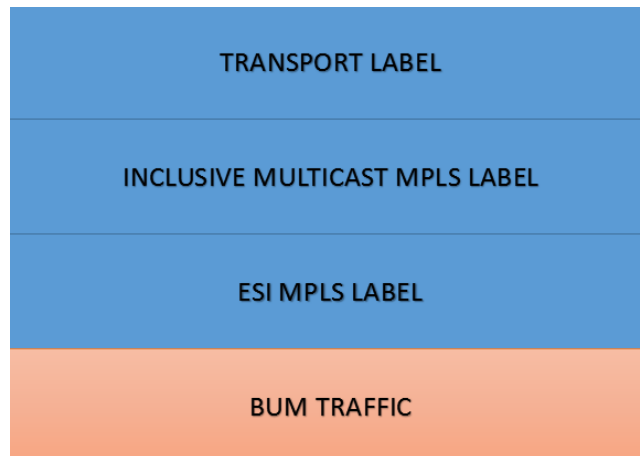 TRANSPORT LABEL
INCLUSIVE MULTICAST MPLS LABEL
ESI MPLS LABEL
BUM TRAFFIC